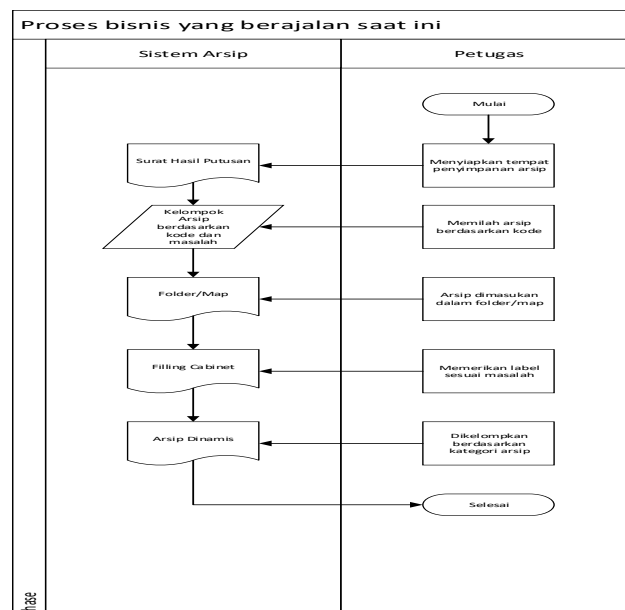 Proses bisnis yang berajalan saat ini
Sistem Arsip
Petugas
Mulai
Surat Hasil Putusan
Menyiapkan tempat
penyimpanan arsip
Kelompok
Arsip
berdasarkan
kode dan
masalah
Memilah arsip
berdasarkan kode
Folder/Map
Arsip dimasukan
dalam folder/map
Filling Cabinet
Memerikan label
sesuai masalah
Arsip Dinamis
Dikelompkan
berdasarkan
kategori arsip
Selesai
hase